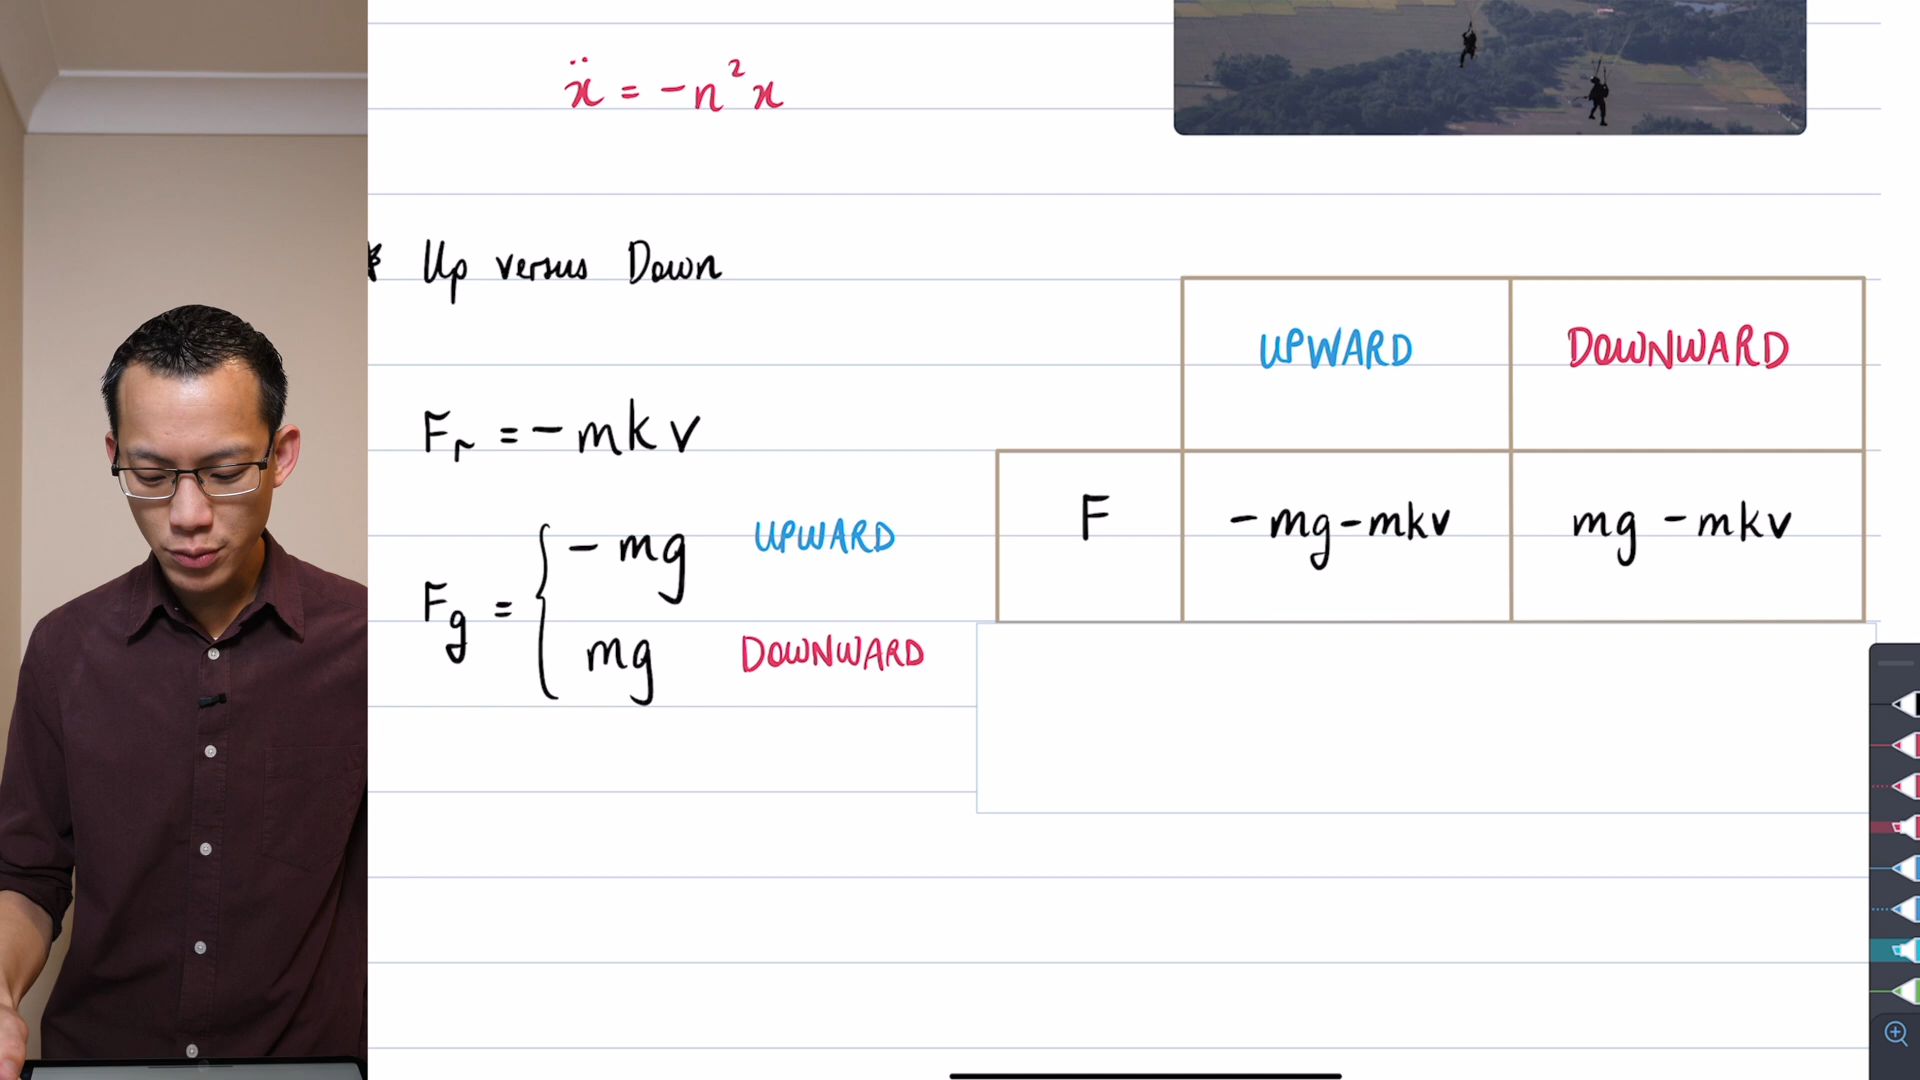 ẍ = -n²x
* Up versus Down
UPWARD DOWNWARD
Fr = -mkv
F -mg-mkv mg -mkv
Fg = { -mg UPWARD
mg DOWNWARD